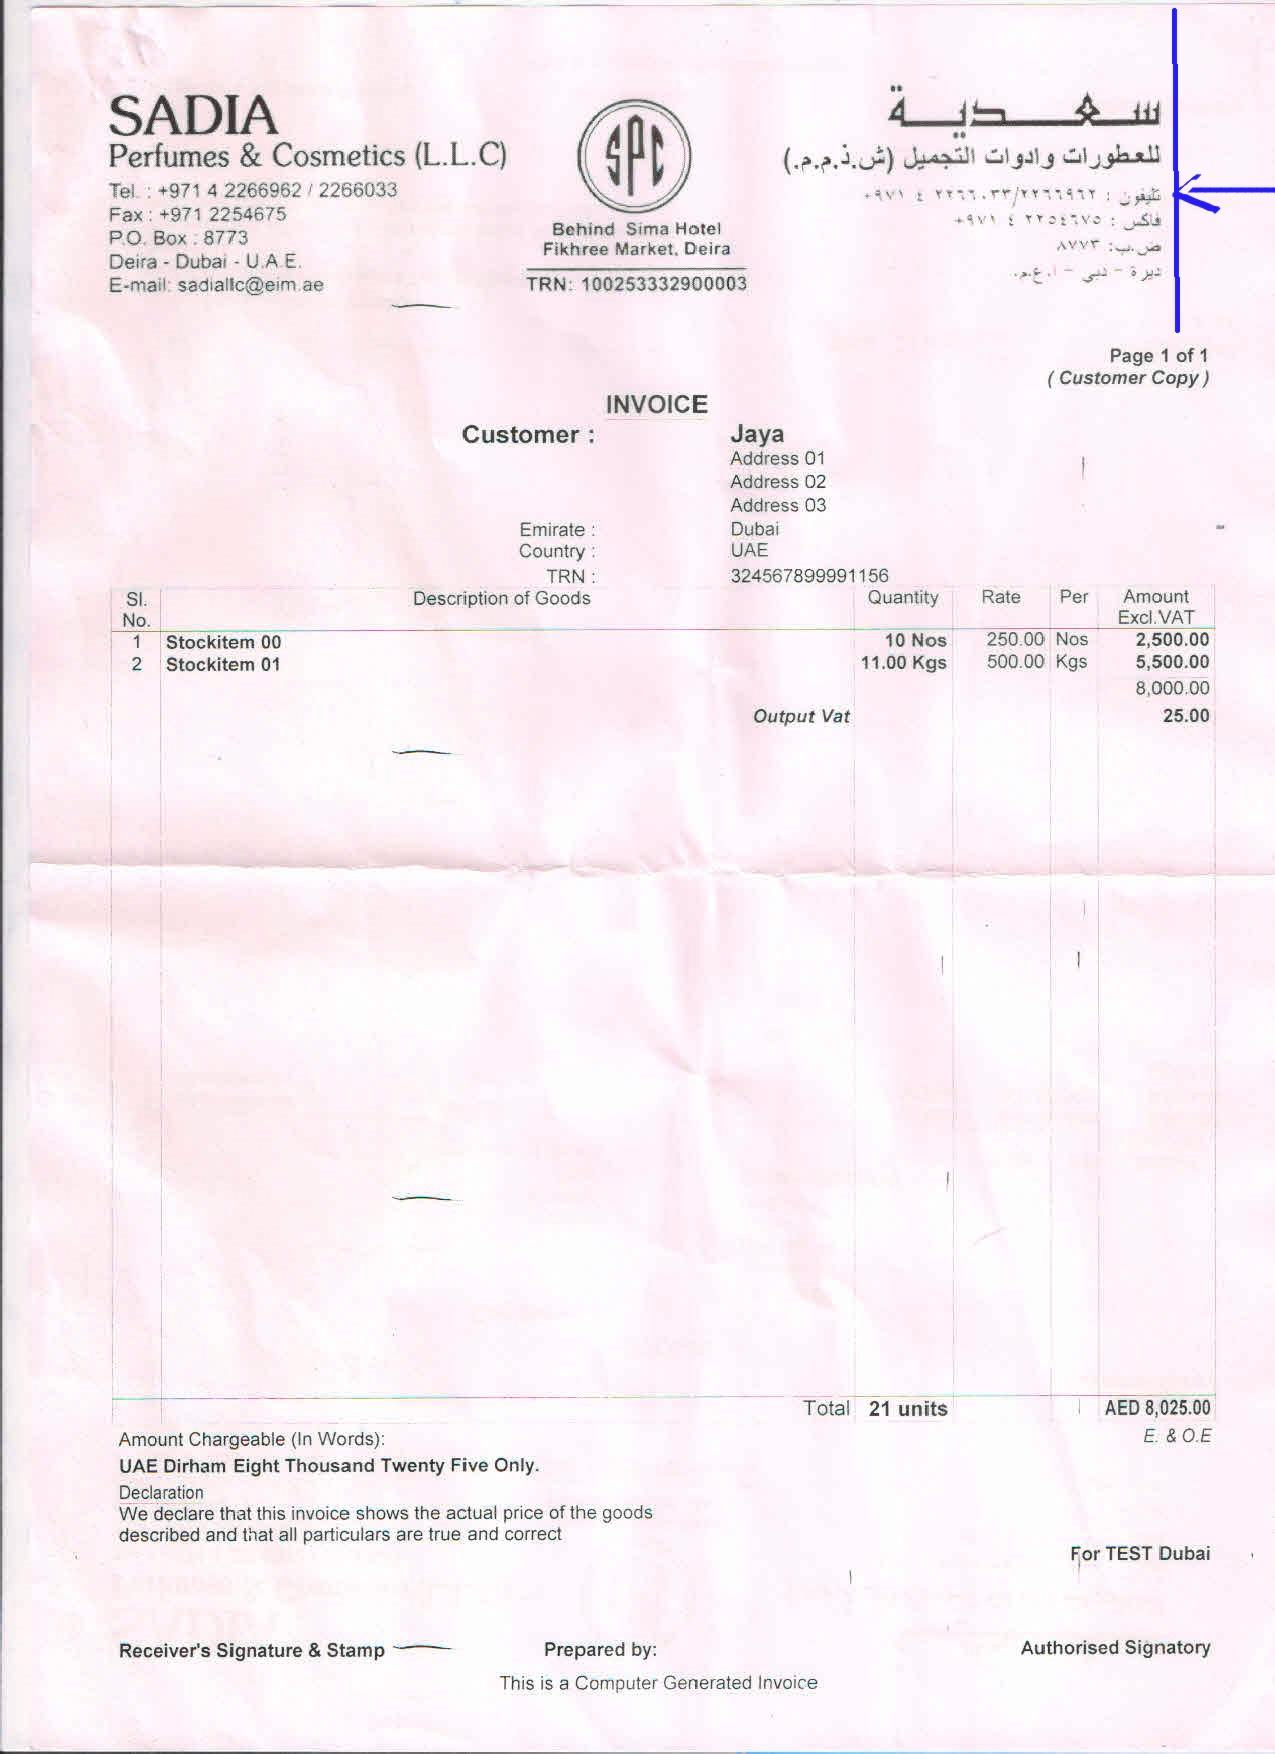 SADIA
Perfumes & Cosmetics (L.L.C)
Tel. : +971 4 2266962 / 2266033
Fax : +971 2254675
P.O. Box : 8773
Deira - Dubai - U.A.E.
E-mail: sadiallc@eim.ae
SPC
Behind Sima Hotel
Fikhree Market, Deira
TRN: 100253332900003
سعدية
للعطورات وادوات التجميل (ش.ذ.م.م.)
تليفون : ٢٢٦٦٩٦٢/٢٢٦٦٠٣٣ ٤ ٩٧١+
فاكس : ٢٢٥٤٦٧٥ ٤ ٩٧١+
ص.ب: ٨٧٧٣
ديرة - دبي - ا.ع.م.
Page 1 of 1
( Customer Copy )
INVOICE
Customer : Jaya
Address 01
Address 02
Address 03
Emirate : Dubai
Country : UAE
TRN : 324567899991156
Sl. No. Description of Goods Quantity Rate Per Amount Excl.VAT
1 Stockitem 00 10 Nos 250.00 Nos 2,500.00
2 Stockitem 01 11.00 Kgs 500.00 Kgs 5,500.00
8,000.00
Output Vat 25.00
Total 21 units AED 8,025.00
Amount Chargeable (In Words): E. & O.E
UAE Dirham Eight Thousand Twenty Five Only.
Declaration
We declare that this invoice shows the actual price of the goods
described and that all particulars are true and correct
For TEST Dubai
Receiver's Signature & Stamp Prepared by: Authorised Signatory
This is a Computer Generated Invoice